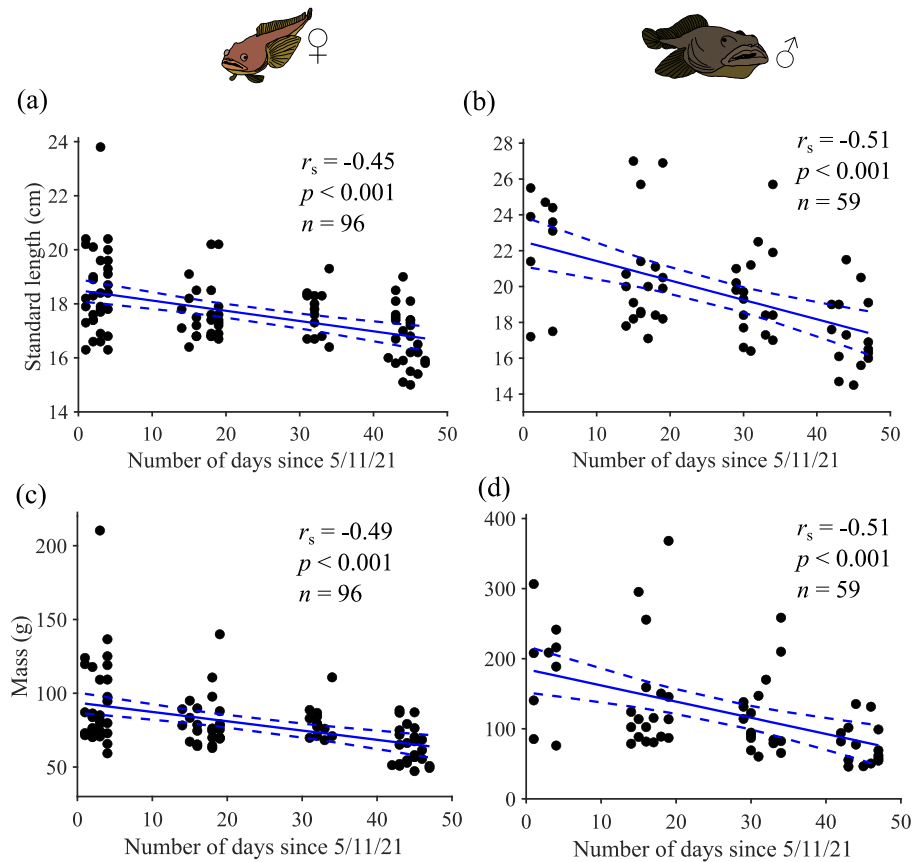 ♀
♂
(a)
(b)
Standard length (cm)
24
22
20
18
16
14
0 10 20 30 40 50
Number of days since 5/11/21
rs = -0.45
p < 0.001
n = 96
28
26
24
22
20
18
16
14
0 10 20 30 40 50
Number of days since 5/11/21
rs = -0.51
p < 0.001
n = 59
(c)
(d)
Mass (g)
200
150
100
50
0 10 20 30 40 50
Number of days since 5/11/21
rs = -0.49
p < 0.001
n = 96
400
300
200
100
0
0 10 20 30 40 50
Number of days since 5/11/21
rs = -0.51
p < 0.001
n = 59